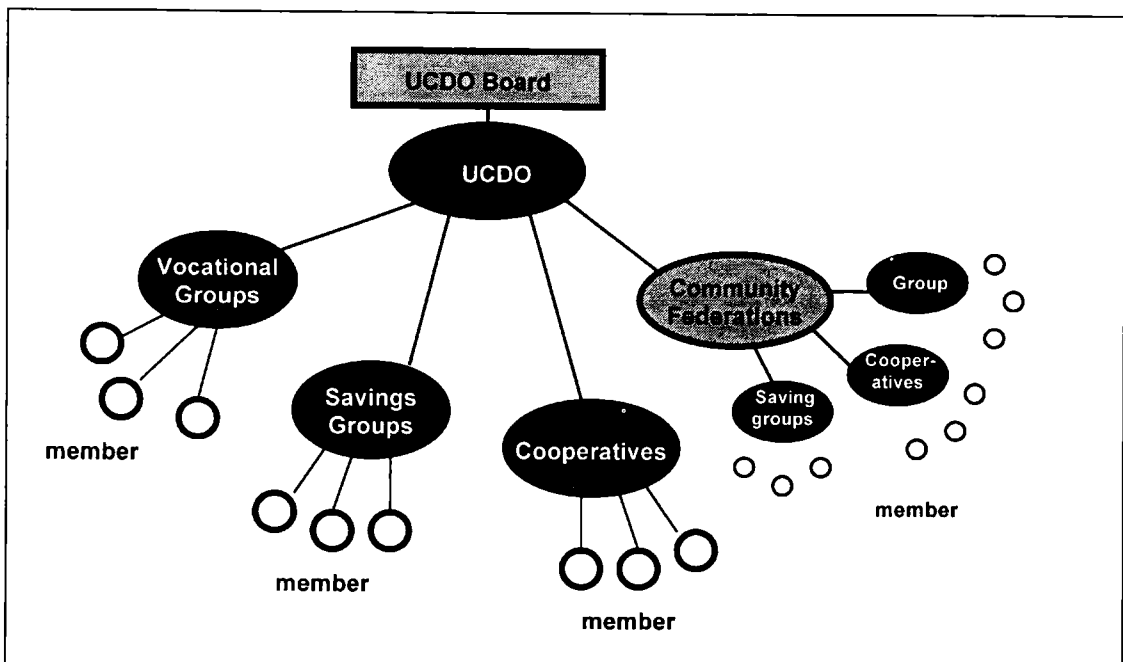 UCDO Board
UCDO
Vocational
Groups
member
Savings
Groups
member
Cooperatives
member
Community
Federations
Group
Cooper-
atives
Saving
groups
member